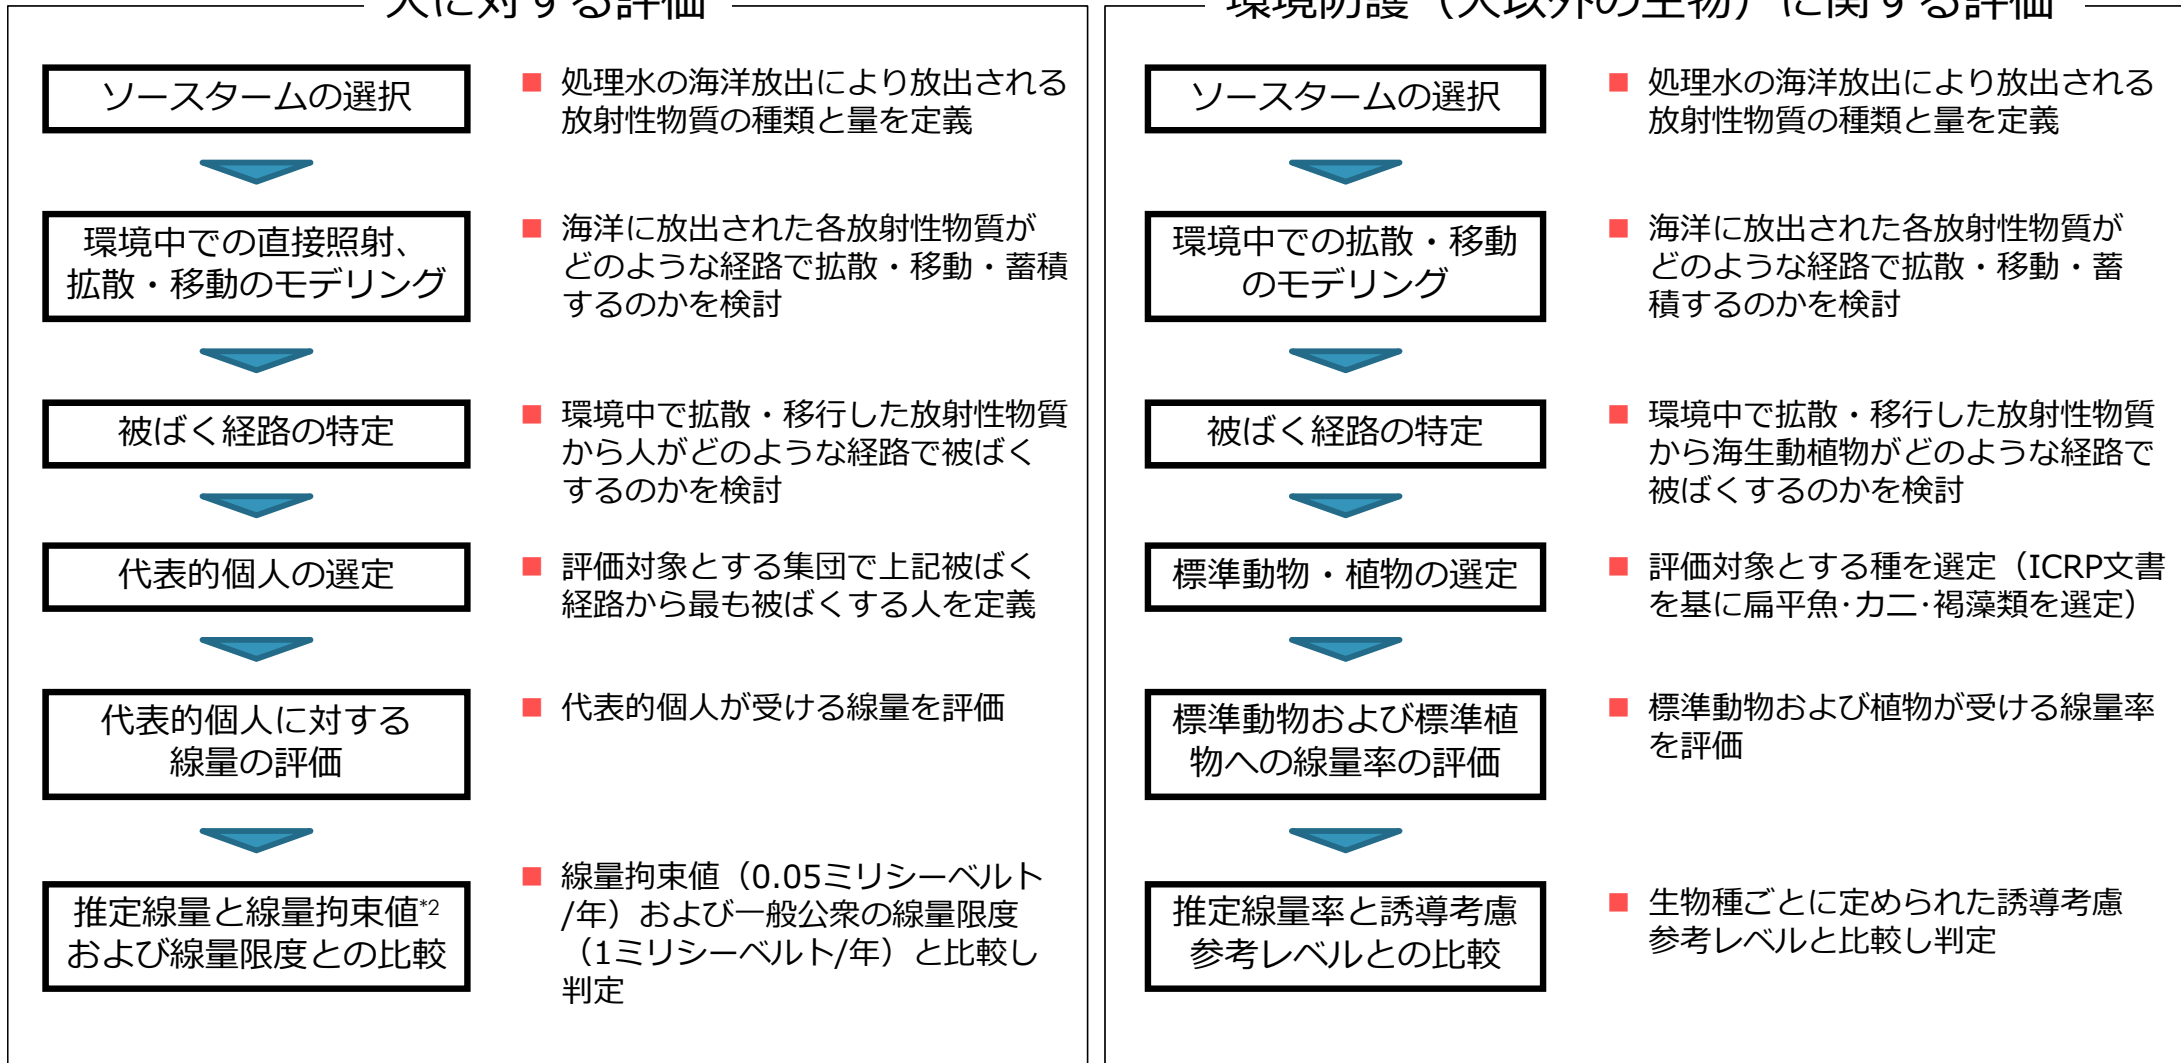 人に対する評価
ソースタームの選択
■ 処理水の海洋放出により放出される
放射性物質の種類と量を定義
環境中での直接照射、
拡散・移動のモデリング
■ 海洋に放出された各放射性物質が
どのような経路で拡散・移動・蓄積
するのかを検討
被ばく経路の特定
■ 環境中で拡散・移行した放射性物質
から人がどのような経路で被ばく
するのかを検討
代表的個人の選定
■ 評価対象とする集団で上記被ばく
経路から最も被ばくする人を定義
代表的個人に対する
線量の評価
■ 代表的個人が受ける線量を評価
推定線量と線量拘束値*2
および線量限度との比較
■ 線量拘束値（0.05ミリシーベルト
/年）および一般公衆の線量限度
（1ミリシーベルト/年）と比較し
判定
環境防護（人以外の生物）に関する評価
ソースタームの選択
■ 処理水の海洋放出により放出される
放射性物質の種類と量を定義
環境中での拡散・移動
のモデリング
■ 海洋に放出された各放射性物質が
どのような経路で拡散・移動・蓄
積するのかを検討
被ばく経路の特定
■ 環境中で拡散・移行した放射性物質
から海生動植物がどのような経路で
被ばくするのかを検討
標準動物・植物の選定
■ 評価対象とする種を選定（ICRP文書
を基に扁平魚･カニ･褐藻類を選定）
標準動物および標準植
物への線量率の評価
■ 標準動物および植物が受ける線量率
を評価
推定線量率と誘導考慮
参考レベルとの比較
■ 生物種ごとに定められた誘導考慮
参考レベルと比較し判定